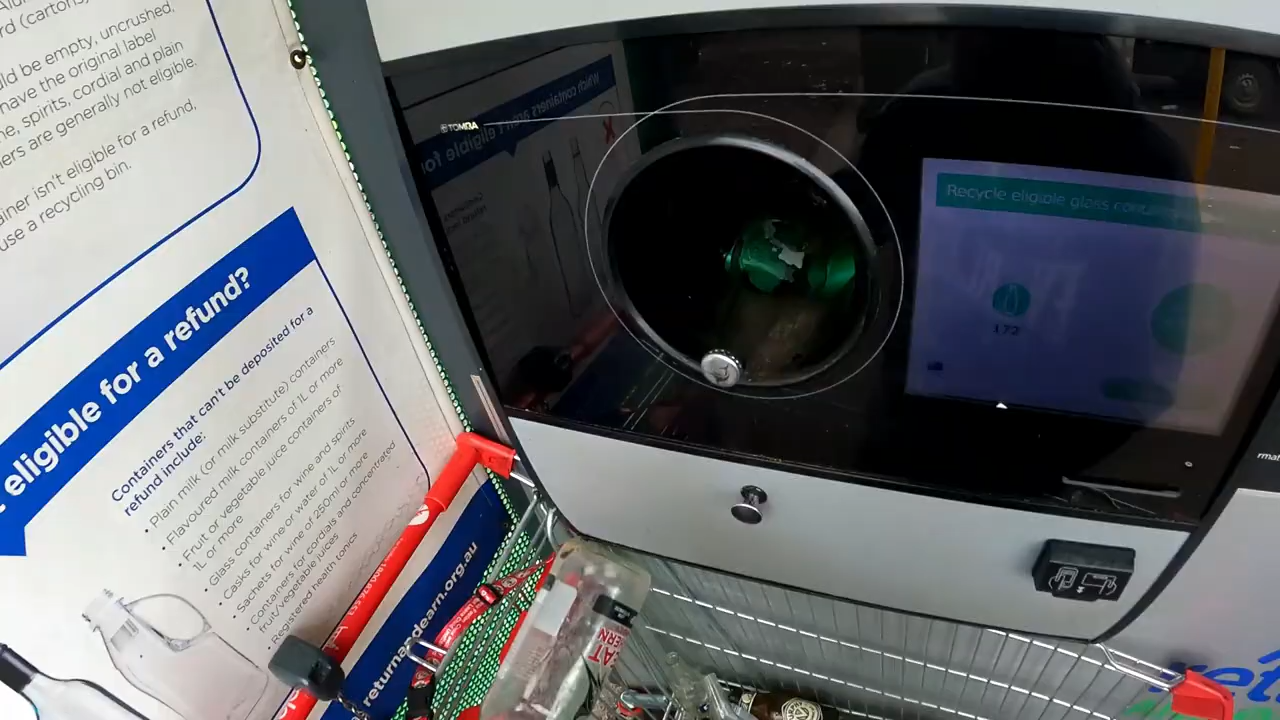 rd (cartons)
uld be empty, uncrushed.
have the original label
ne, spirits, cordial and plain
ners are generally not eligible.
ainer isn't eligible for a refund,
use a recycling bin.
eligible for a refund?
Containers that can't be deposited for a
refund include:
• Plain milk (or milk substitute) containers
• Flavoured milk containers of 1L or more
• Fruit or vegetable juice containers of
1L or more
• Glass containers for wine and spirits
• Casks for wine or water of 1L or more
• Sachets for wine of 250ml or more
• Containers for cordials and concentrated
fruit/vegetable juices
• Registered health tonics
returnandearn.org.au
TOMRA
Which containers aren't eligible fo
Recycle eligible glass
172